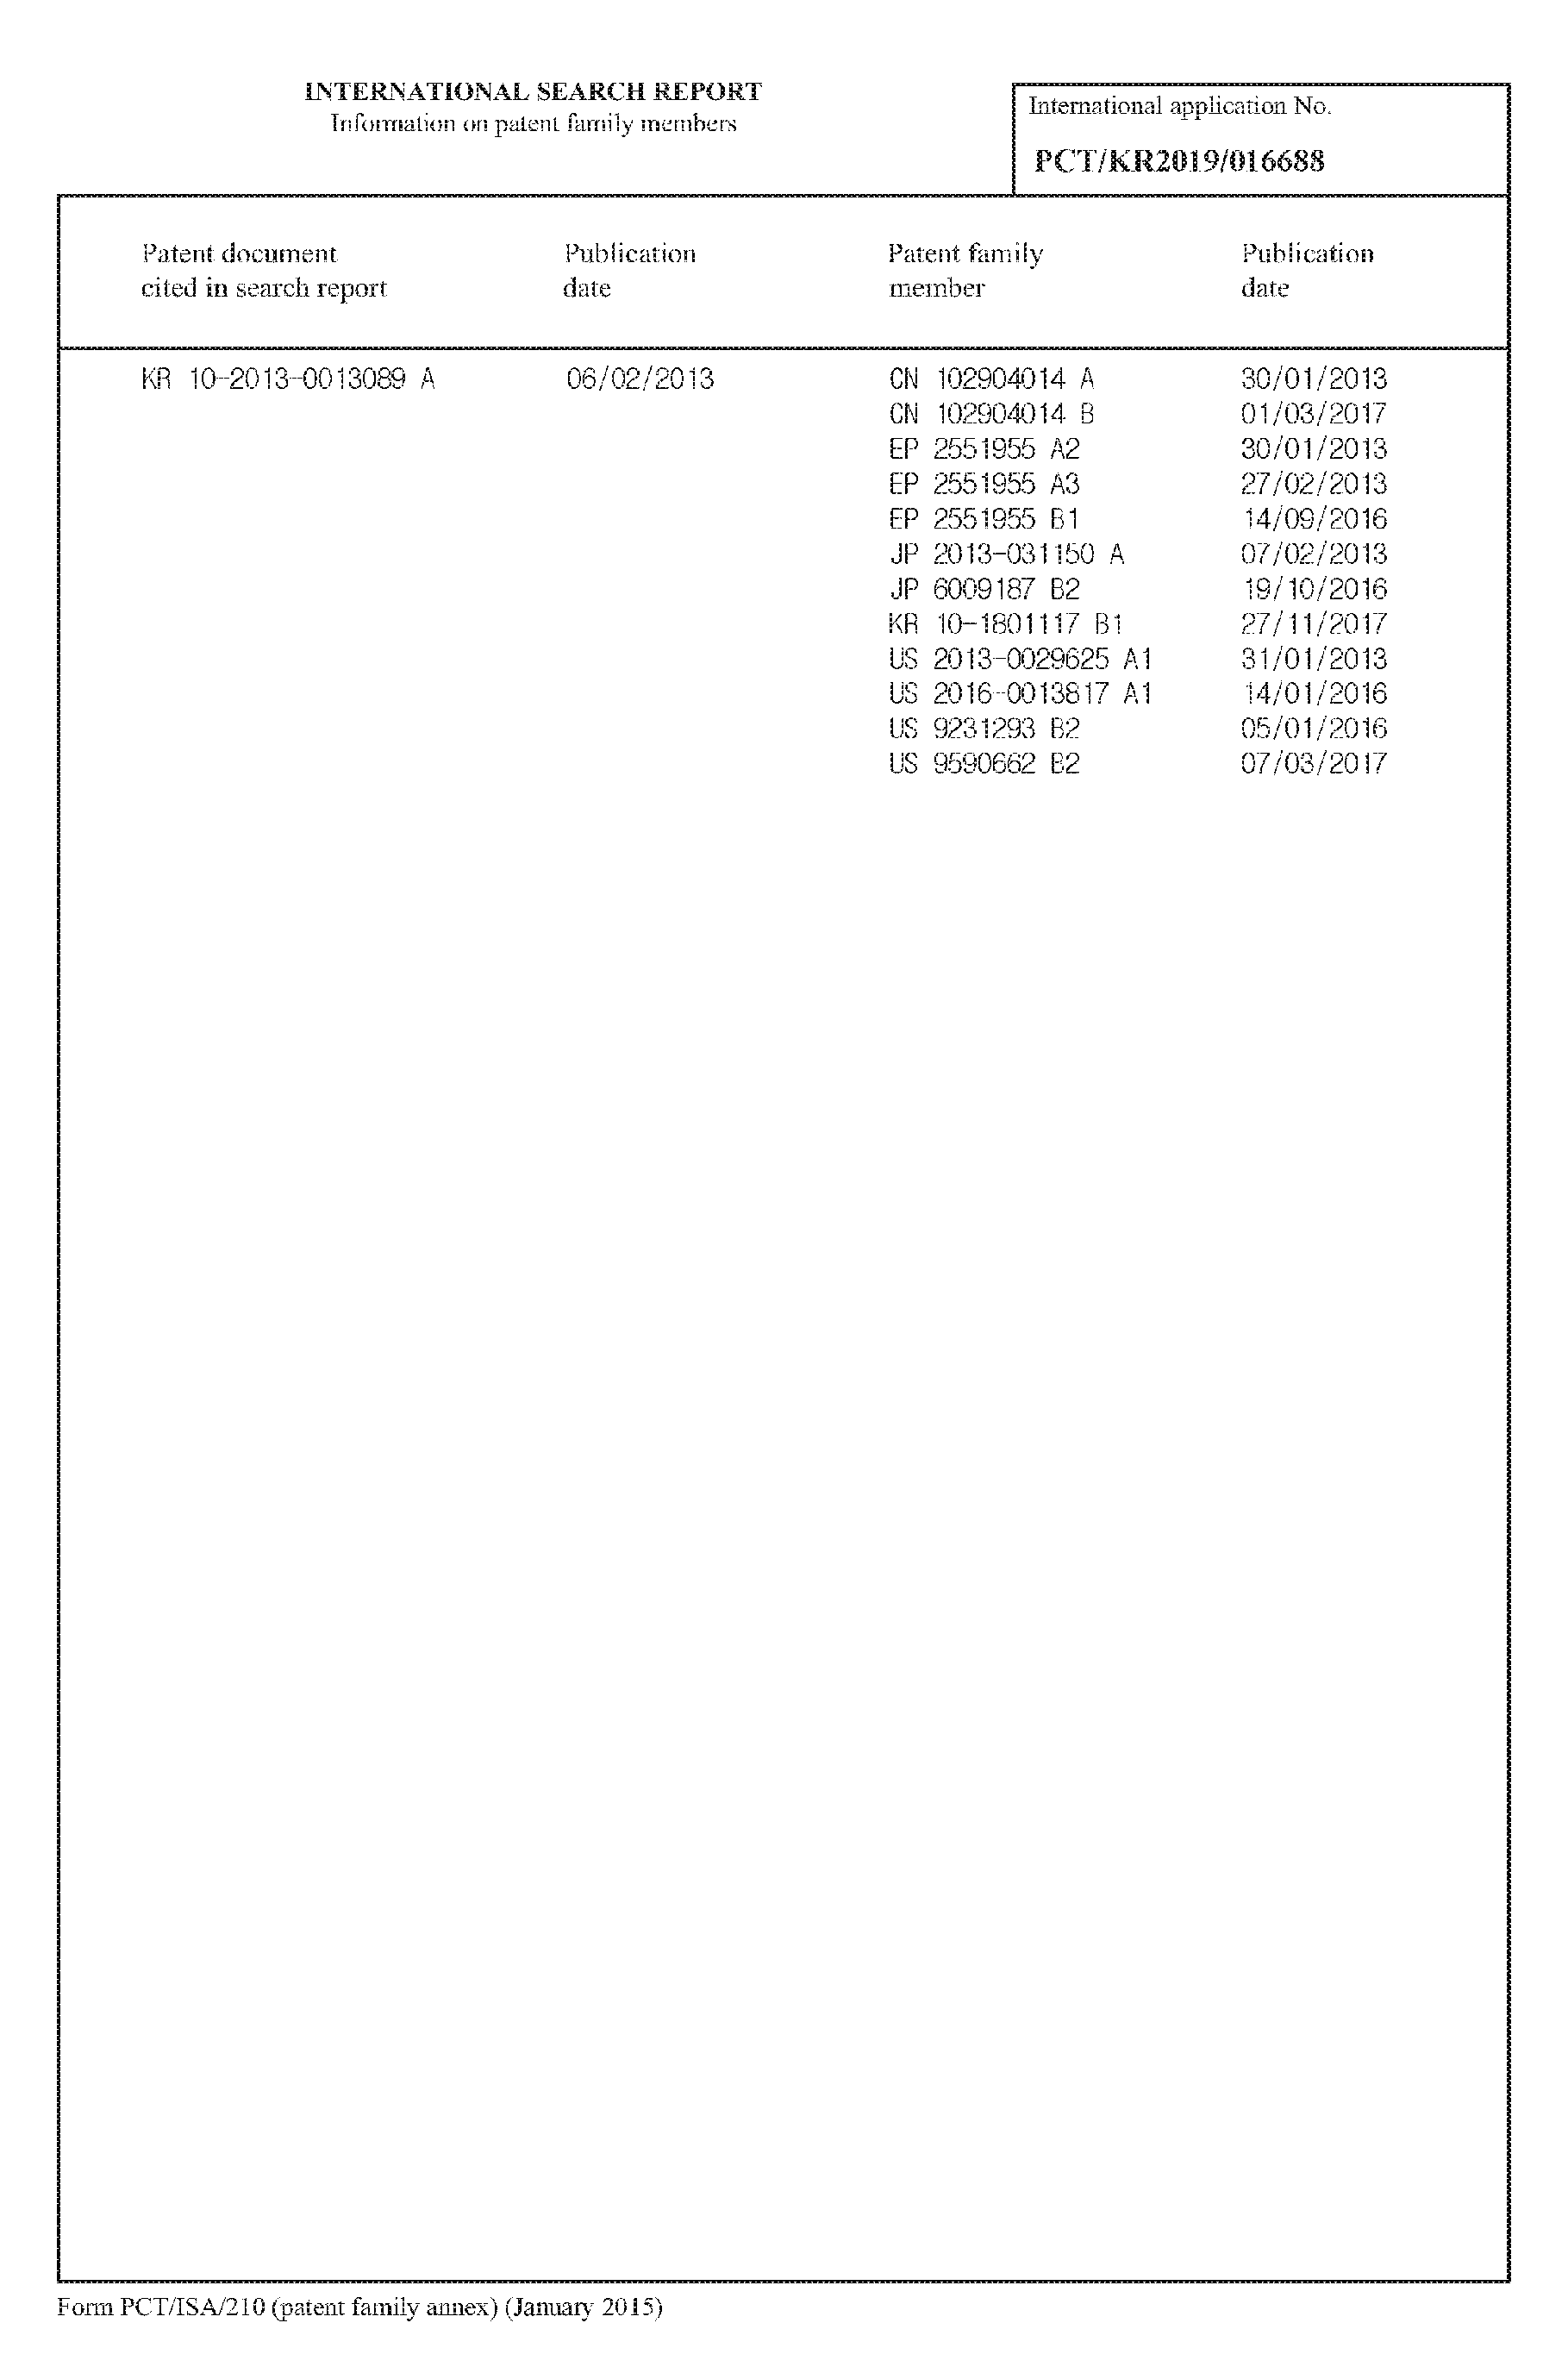 INTERNATIONAL SEARCH REPORT
Information on patent family members
International application No.
PCT/KR2019/016688
Patent document cited in search report
Publication date
Patent family member
Publication date
KR 10-2013-0013089 A 06/02/2013 CN 102904014 A 30/01/2013
CN 102904014 B 01/03/2017
EP 2551955 A2 30/01/2013
EP 2551955 A3 27/02/2013
EP 2551955 B1 14/09/2016
JP 2013-031150 A 07/02/2013
JP 6009187 B2 19/10/2016
KR 10-1801117 B1 27/11/2017
US 2013-0029625 A1 31/01/2013
US 2016-0013817 A1 14/01/2016
US 9231293 B2 05/01/2016
US 9590662 B2 07/03/2017
Form PCT/ISA/210 (patent family annex) (January 2015)